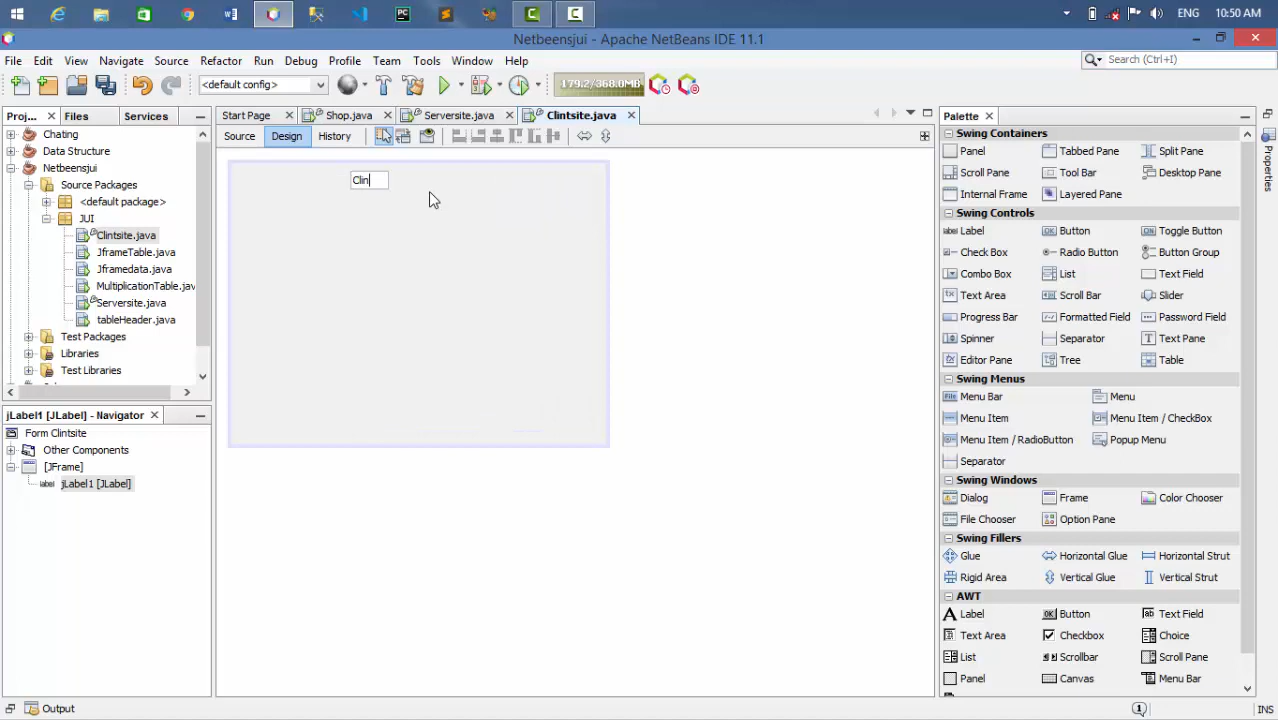 ENG
10:50 AM
Netbeensjui - Apache NetBeans IDE 11.1
File Edit View Navigate Source Refactor Run Debug Profile Team Tools Window Help
Search (Ctrl+I)
<default config>
179.2/368.0MB
Proj... Files Services
Start Page Shop.java Serversite.java Clintsite.java
Palette
Source Design History
Chating
Data Structure
Netbeensjui
Source Packages
<default package>
JUI
Clintsite.java
JframeTable.java
Jframedata.java
MultiplicationTable.jav
Serversite.java
tableHeader.java
Test Packages
Libraries
Test Libraries
jLabel1 [JLabel] - Navigator
Form Clintsite
Other Components
[JFrame]
label jLabel1 [JLabel]
Clin
Swing Containers
Panel Tabbed Pane Split Pane
Scroll Pane Tool Bar Desktop Pane
Internal Frame Layered Pane
Swing Controls
label Label OK Button ON Toggle Button
Check Box Radio Button Button Group
Combo Box List Text Field
Text Area Scroll Bar Slider
Progress Bar Formatted Field Password Field
Spinner Separator Text Pane
Editor Pane Tree Table
Swing Menus
Menu Bar Menu
Menu Item Menu Item / CheckBox
Menu Item / RadioButton Popup Menu
Separator
Swing Windows
Dialog Frame Color Chooser
File Chooser Option Pane
Swing Fillers
Glue Horizontal Glue Horizontal Strut
Rigid Area Vertical Glue Vertical Strut
AWT
A Label OK Button ab Text Field
Text Area Checkbox Choice
List Scrollbar Scroll Pane
Panel Canvas Menu Bar
Properties
Output
1
INS